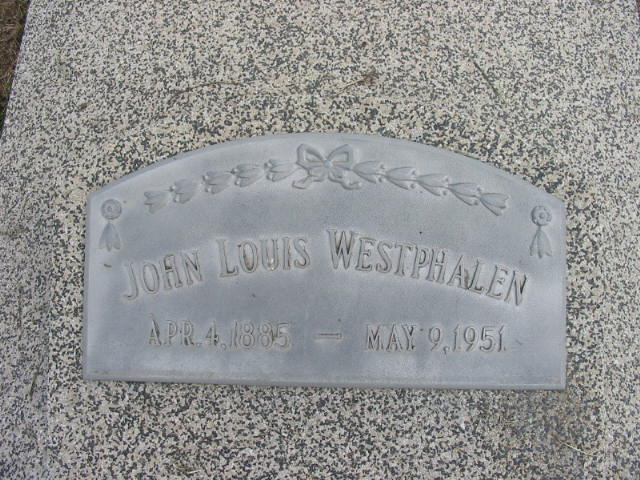 JOHN LOUIS WESTPHALEN
APR. 4, 1885 — MAY 9, 1951